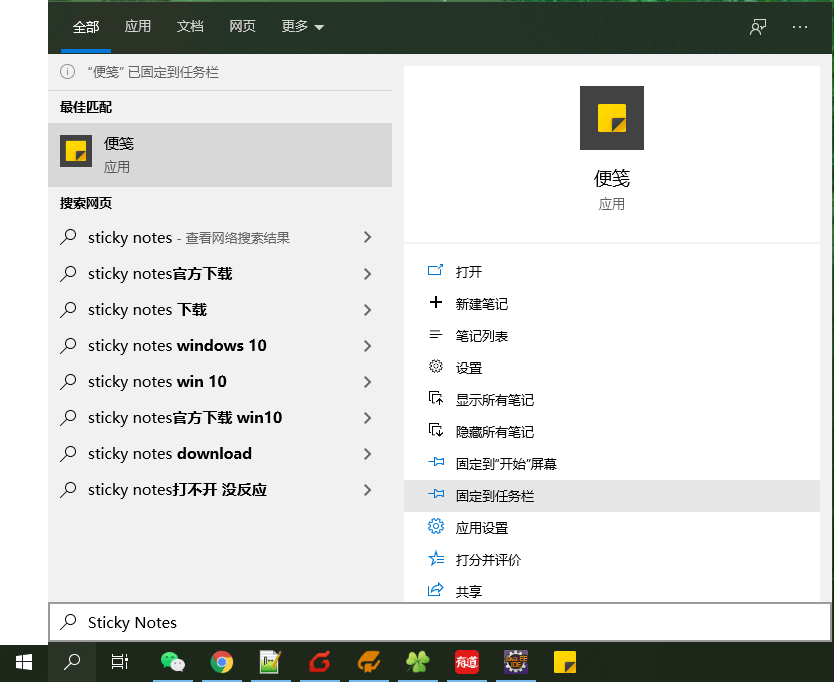 全部 应用 文档 网页 更多
“便笺” 已固定到任务栏
最佳匹配
便笺
应用
搜索网页
sticky notes - 查看网络搜索结果
sticky notes官方下载
sticky notes 下载
sticky notes windows 10
sticky notes win 10
sticky notes官方下载 win10
sticky notes download
sticky notes打不开 没反应
便笺
应用
打开
新建笔记
笔记列表
设置
显示所有笔记
隐藏所有笔记
固定到"开始"屏幕
固定到任务栏
应用设置
打分并评价
共享
Sticky Notes
有道
JAVA EE
IDE